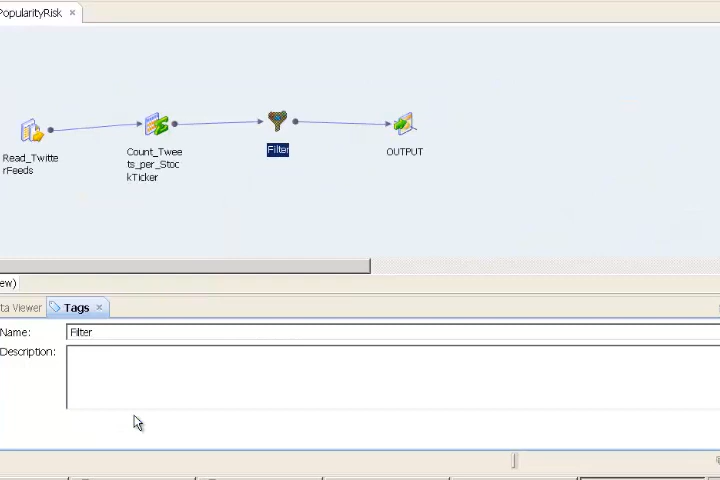 PopularityRisk
Read_Twitte
rFeeds
Count_Twee
ts_per_Stoc
kTicker
Filter
OUTPUT
ew)
ta Viewer
Tags
Name:
Filter
Description: